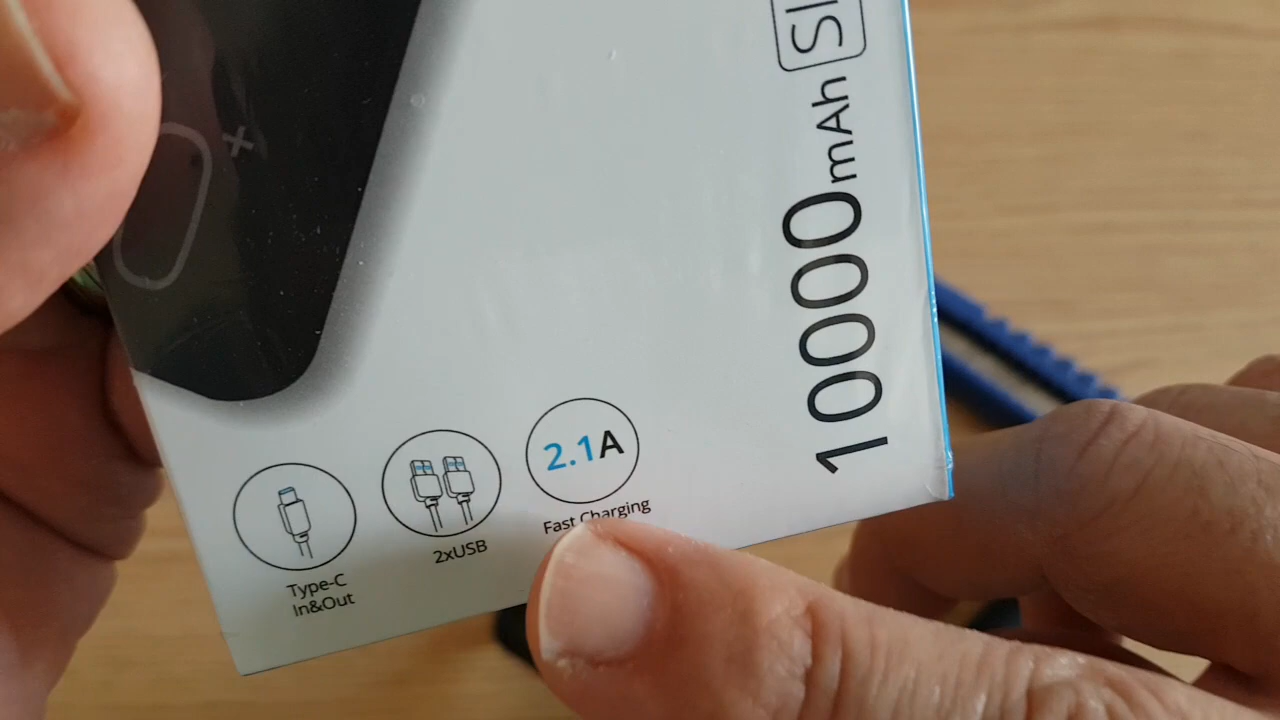 10000mAh
2.1A
Fast Charging
2xUSB
Type-C
In&Out